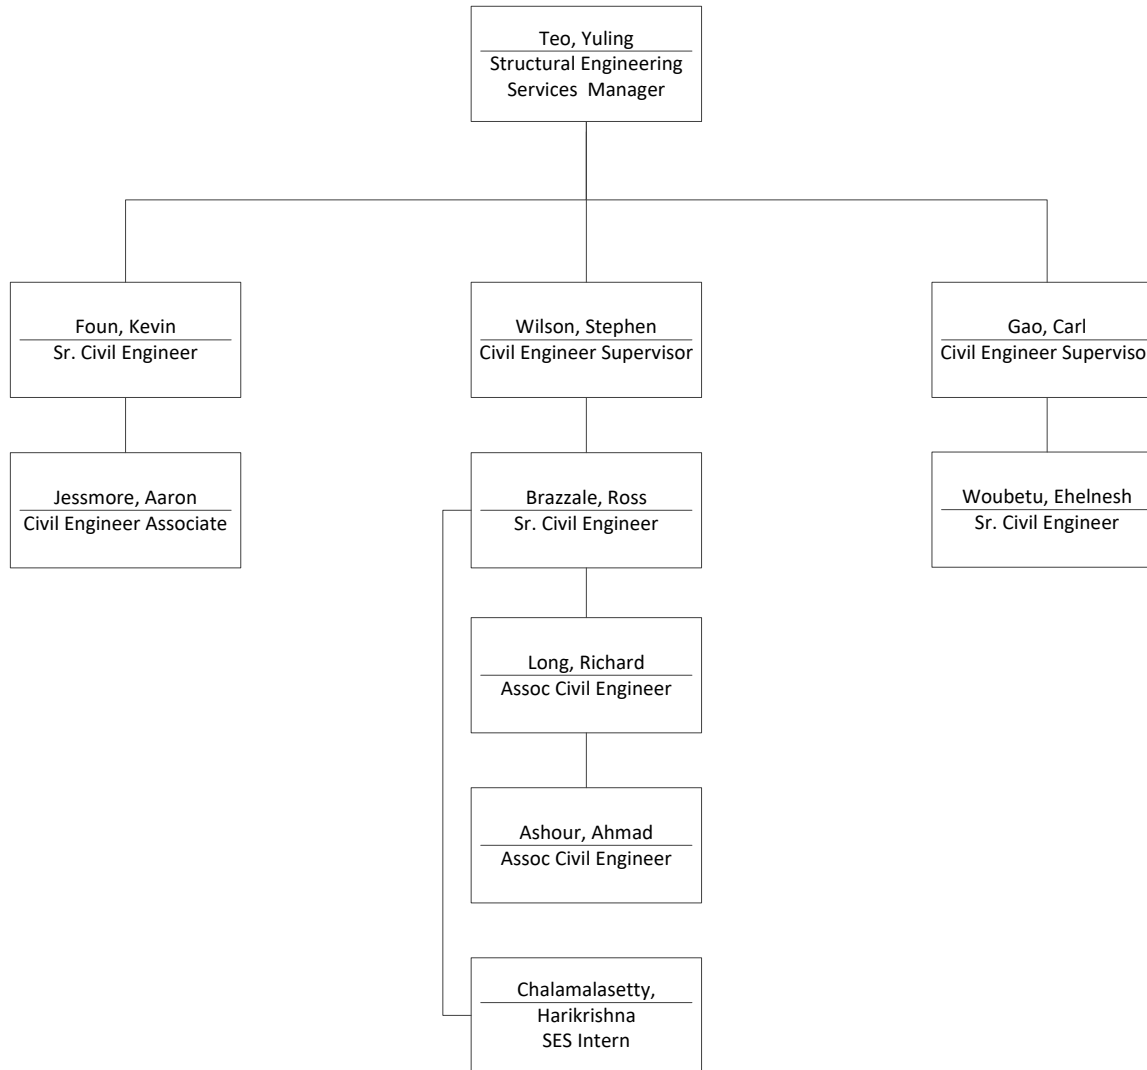 Teo, Yuling
Structural Engineering
Services Manager
Foun, Kevin
Sr. Civil Engineer
Wilson, Stephen
Civil Engineer Supervisor
Gao, Carl
Civil Engineer Superviso
Jessmore, Aaron
Civil Engineer Associate
Brazzale, Ross
Sr. Civil Engineer
Woubetu, Ehelnesh
Sr. Civil Engineer
Long, Richard
Assoc Civil Engineer
Ashour, Ahmad
Assoc Civil Engineer
Chalamalasetty,
Harikrishna
SES Intern